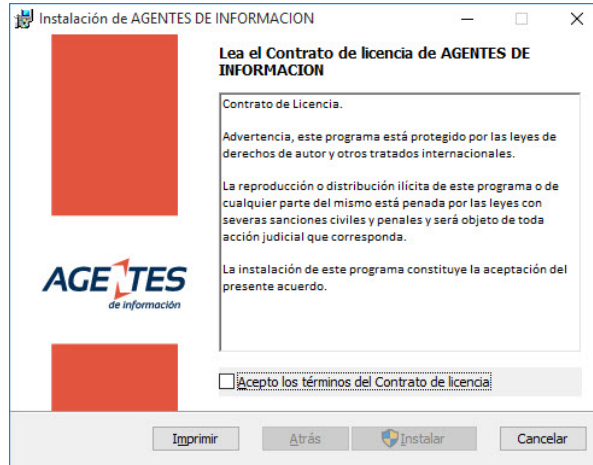 Instalación de AGENTES DE INFORMACION
Lea el Contrato de licencia de AGENTES DE
INFORMACION
Contrato de Licencia.
Advertencia, este programa está protegido por las leyes de
derechos de autor y otros tratados internacionales.
La reproducción o distribución ilícita de este programa o de
cualquier parte del mismo está penada por las leyes con
severas sanciones civiles y penales y será objeto de toda
acción judicial que corresponda.
La instalación de este programa constituye la aceptación del
presente acuerdo.
AGENTES
de información
Acepto los términos del Contrato de licencia
Imprimir
Atrás
Instalar
Cancelar